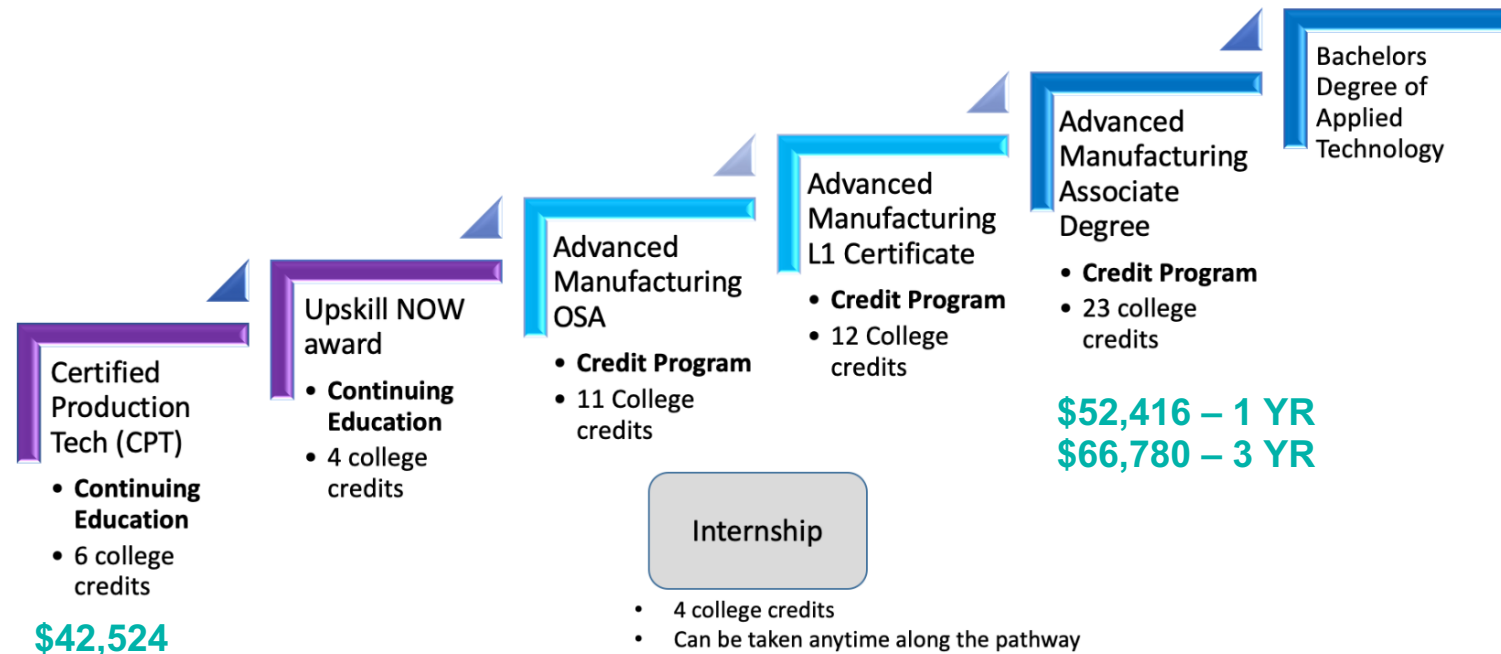 Certified
Production
Tech (CPT)
• Continuing
Education
• 6 college
credits
$42,524
Upskill NOW
award
• Continuing
Education
• 4 college
credits
Advanced
Manufacturing
OSA
• Credit Program
• 11 College
credits
Advanced
Manufacturing
L1 Certificate
• Credit Program
• 12 College
credits
Advanced
Manufacturing
Associate
Degree
• Credit Program
• 23 college
credits
$52,416 – 1 YR
$66,780 – 3 YR
Bachelors
Degree of
Applied
Technology
Internship
• 4 college credits
• Can be taken anytime along the pathway